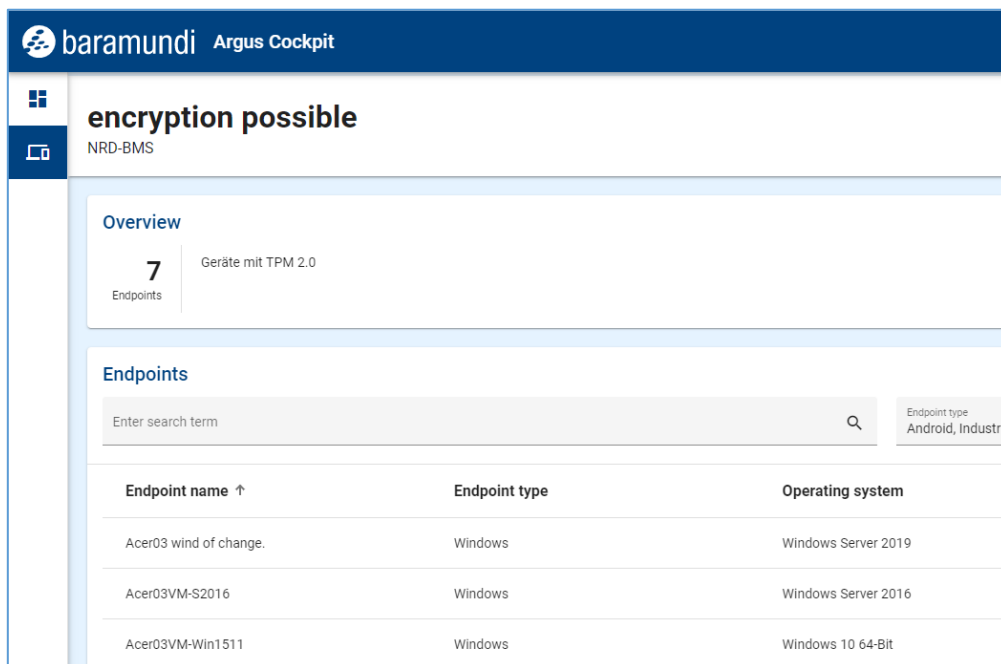 baramundi Argus Cockpit
encryption possible
NRD-BMS
Overview
7
Endpoints
Geräte mit TPM 2.0
Endpoints
Enter search term
Endpoint type
Android, Industr
Endpoint name ↑ Endpoint type Operating system
Acer03 wind of change. Windows Windows Server 2019
Acer03VM-S2016 Windows Windows Server 2016
Acer03VM-Win1511 Windows Windows 10 64-Bit